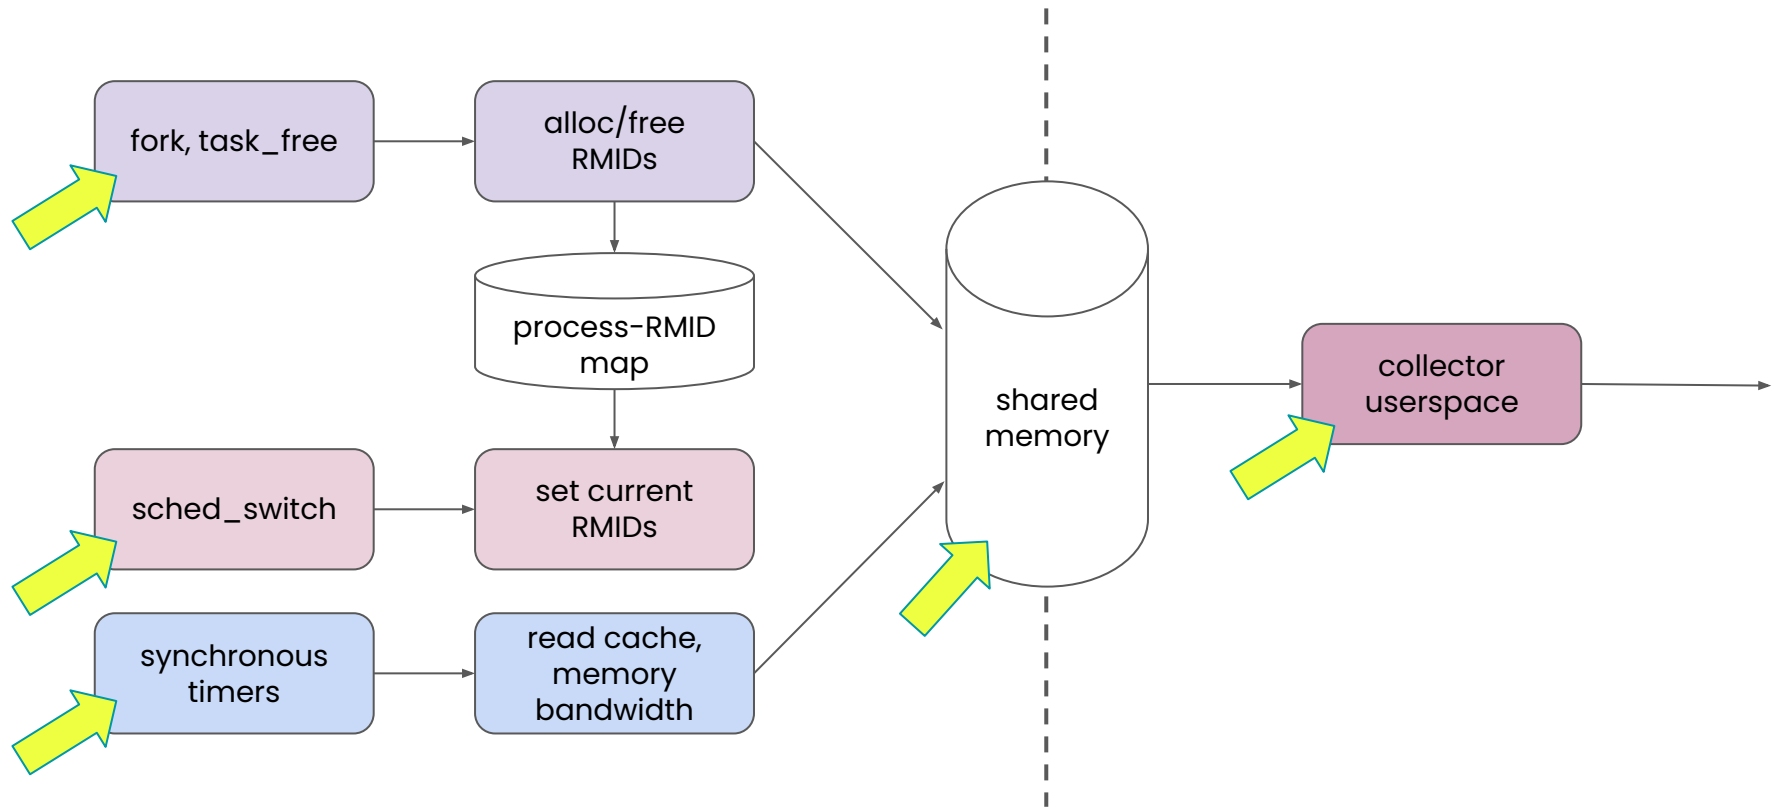 fork, task_free
alloc/free
RMIDs
process-RMID
map
sched_switch
set current
RMIDs
synchronous
timers
read cache,
memory
bandwidth
shared
memory
collector
userspace